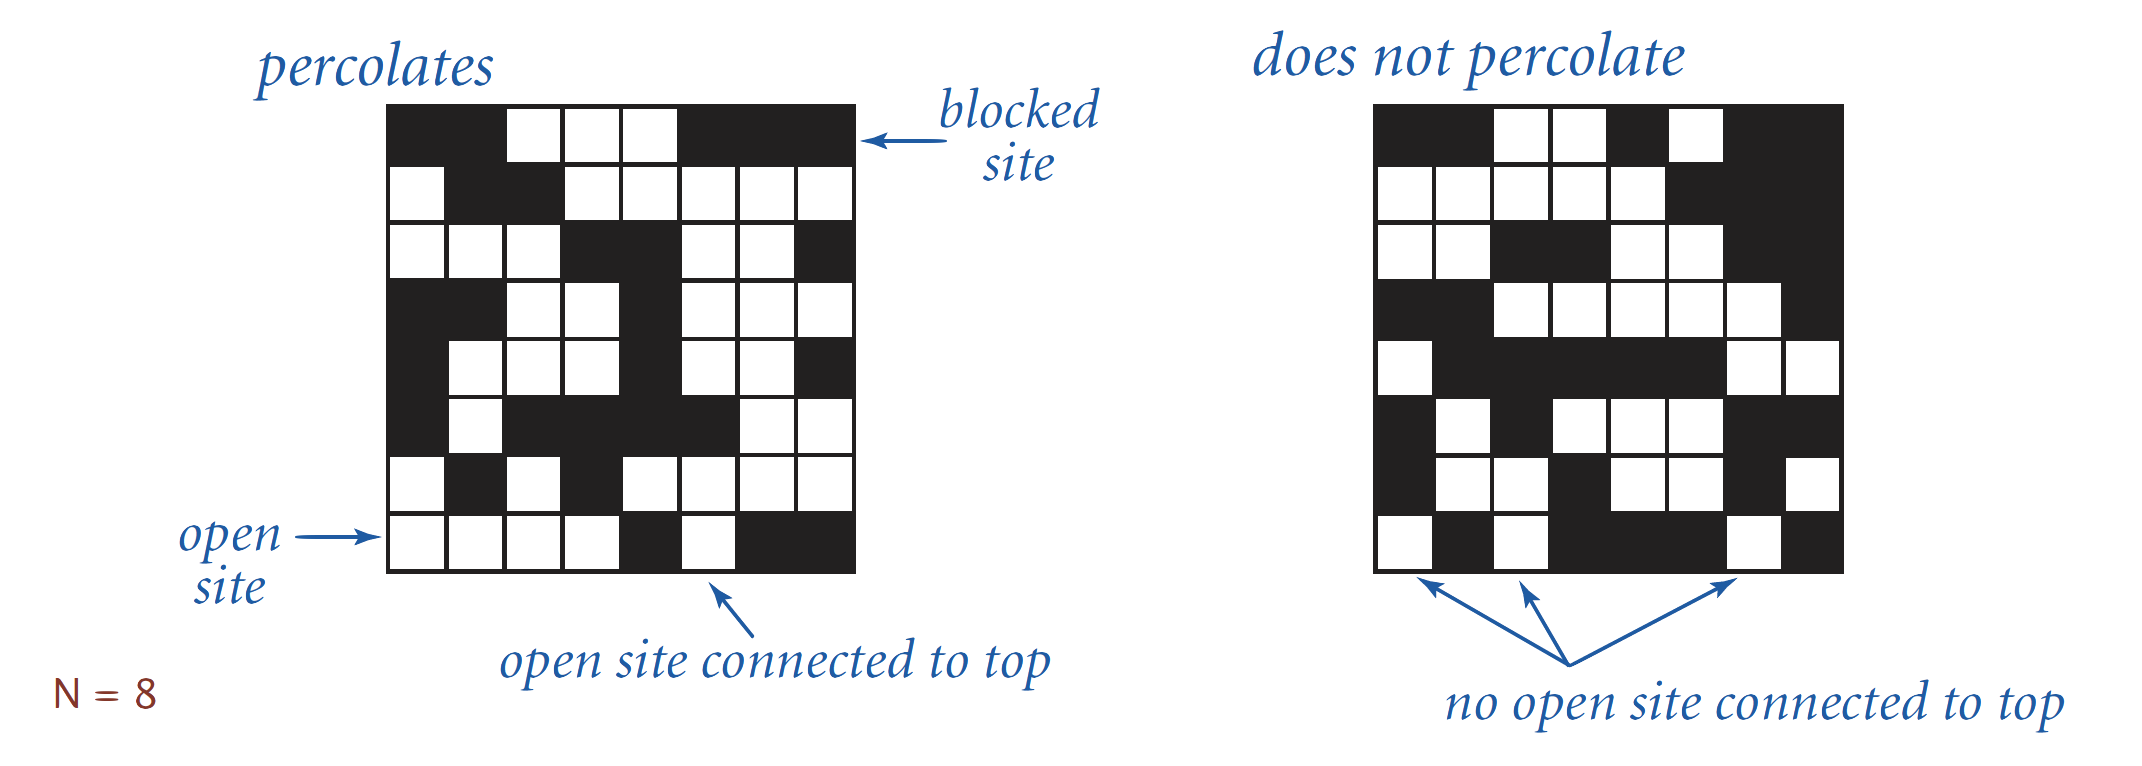 percolates
does not percolate
blocked
site
open
site
open site connected to top
N = 8
no open site connected to top